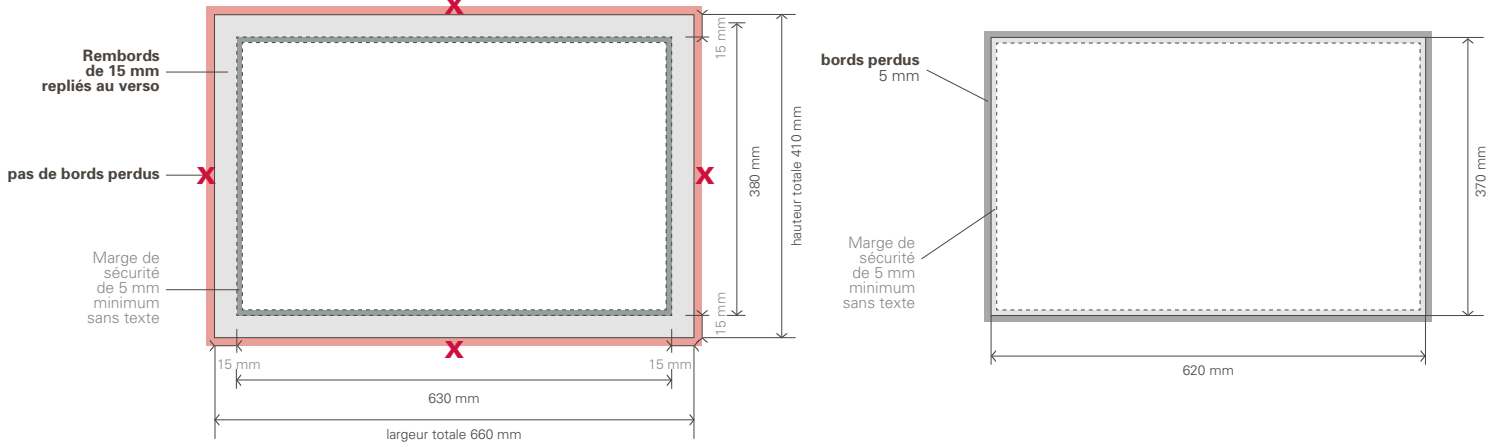 X
Rembords
de 15 mm
repliés au verso
pas de bords perdus
X
X
Marge de
sécurité
de 5 mm
minimum
sans texte
X
15 mm
15 mm
380 mm
hauteur totale 410 mm
15 mm
15 mm
630 mm
largeur totale 660 mm
bords perdus
5 mm
Marge de
sécurité
de 5 mm
minimum
sans texte
370 mm
620 mm